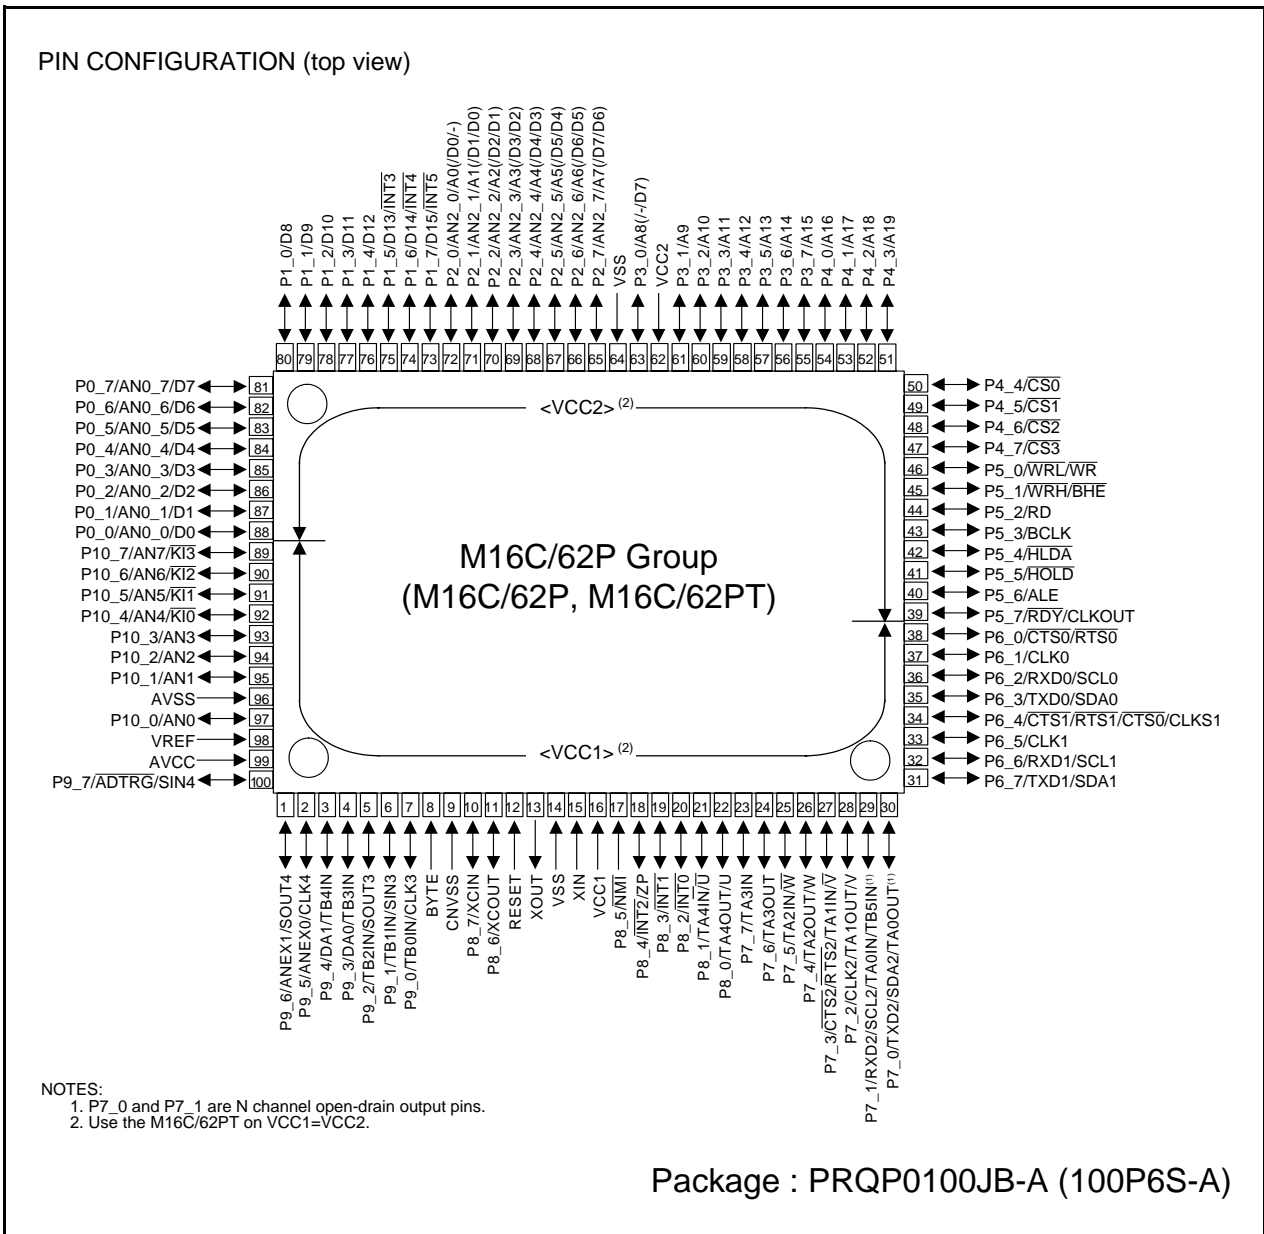 PIN CONFIGURATION (top view)
P1_0/D8
P1_1/D9
P1_2/D10
P1_3/D11
P1_4/D12
P1_5/D13/INT3
P1_6/D14/INT4
P1_7/D15/INT5
P2_0/AN2_0/A0(/D0/-)
P2_1/AN2_1/A1(/D1/D0)
P2_2/AN2_2/A2(/D2/D1)
P2_3/AN2_3/A3(/D3/D2)
P2_4/AN2_4/A4(/D4/D3)
P2_5/AN2_5/A5(/D5/D4)
P2_6/AN2_6/A6(/D6/D5)
P2_7/AN2_7/A7(/D7/D6)
VSS
P3_0/A8(/-/D7)
VCC2
P3_1/A9
P3_2/A10
P3_3/A11
P3_4/A12
P3_5/A13
P3_6/A14
P3_7/A15
P4_0/A16
P4_1/A17
P4_2/A18
P4_3/A19
80 79 78 77 76 75 74 73 72 71 70 69 68 67 66 65 64 63 62 61 60 59 58 57 56 55 54 53 52 51
P0_7/AN0_7/D7 81
P0_6/AN0_6/D6 82
P0_5/AN0_5/D5 83
P0_4/AN0_4/D4 84
P0_3/AN0_3/D3 85
P0_2/AN0_2/D2 86
P0_1/AN0_1/D1 87
P0_0/AN0_0/D0 88
P10_7/AN7/KI3 89
P10_6/AN6/KI2 90
P10_5/AN5/KI1 91
P10_4/AN4/KI0 92
P10_3/AN3 93
P10_2/AN2 94
P10_1/AN1 95
AVSS 96
P10_0/AN0 97
VREF 98
AVCC 99
P9_7/ADTRG/SIN4 100
<VCC2> (2)
M16C/62P Group
(M16C/62P, M16C/62PT)
<VCC1> (2)
50 P4_4/CS0
49 P4_5/CS1
48 P4_6/CS2
47 P4_7/CS3
46 P5_0/WRL/WR
45 P5_1/WRH/BHE
44 P5_2/RD
43 P5_3/BCLK
42 P5_4/HLDA
41 P5_5/HOLD
40 P5_6/ALE
39 P5_7/RDY/CLKOUT
38 P6_0/CTS0/RTS0
37 P6_1/CLK0
36 P6_2/RXD0/SCL0
35 P6_3/TXD0/SDA0
34 P6_4/CTS1/RTS1/CTS0/CLKS1
33 P6_5/CLK1
32 P6_6/RXD1/SCL1
31 P6_7/TXD1/SDA1
1 2 3 4 5 6 7 8 9 10 11 12 13 14 15 16 17 18 19 20 21 22 23 24 25 26 27 28 29 30
P9_6/ANEX1/SOUT4
P9_5/ANEX0/CLK4
P9_4/DA1/TB4IN
P9_3/DA0/TB3IN
P9_2/TB2IN/SOUT3
P9_1/TB1IN/SIN3
P9_0/TB0IN/CLK3
BYTE
CNVSS
P8_7/XCIN
P8_6/XCOUT
RESET
XOUT
VSS
XIN
VCC1
P8_5/NMI
P8_4/INT2/ZP
P8_3/INT1
P8_2/INT0
P8_1/TA4IN/U
P8_0/TA4OUT/U
P7_7/TA3IN
P7_6/TA3OUT
P7_5/TA2IN/W
P7_4/TA2OUT/W
P7_3/CTS2/RTS2/TA1IN/V
P7_2/CLK2/TA1OUT/V
P7_1/RXD2/SCL2/TA0IN/TB5IN(1)
P7_0/TXD2/SDA2/TA0OUT(1)
NOTES:
1. P7_0 and P7_1 are N channel open-drain output pins.
2. Use the M16C/62PT on VCC1=VCC2.
Package : PRQP0100JB-A (100P6S-A)